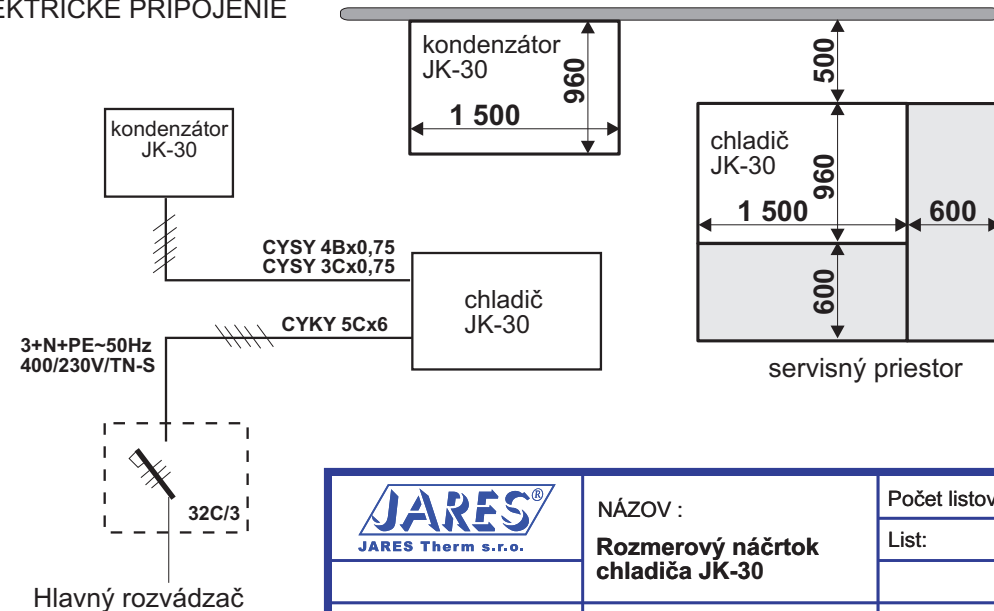 EKTRICKÉ PRIPOJENIE
kondenzátor
JK-30
960
1 500
500
chladič
JK-30
960
1 500
600
600
servisný priestor
kondenzátor
JK-30
CYSY 4Bx0,75
CYSY 3Cx0,75
chladič
JK-30
CYKY 5Cx6
3+N+PE~50Hz
400/230V/TN-S
32C/3
Hlavný rozvádzač
JARES®
JARES Therm s.r.o.
NÁZOV :
Rozmerový náčrtok
chladiča JK-30
Počet listov
List: